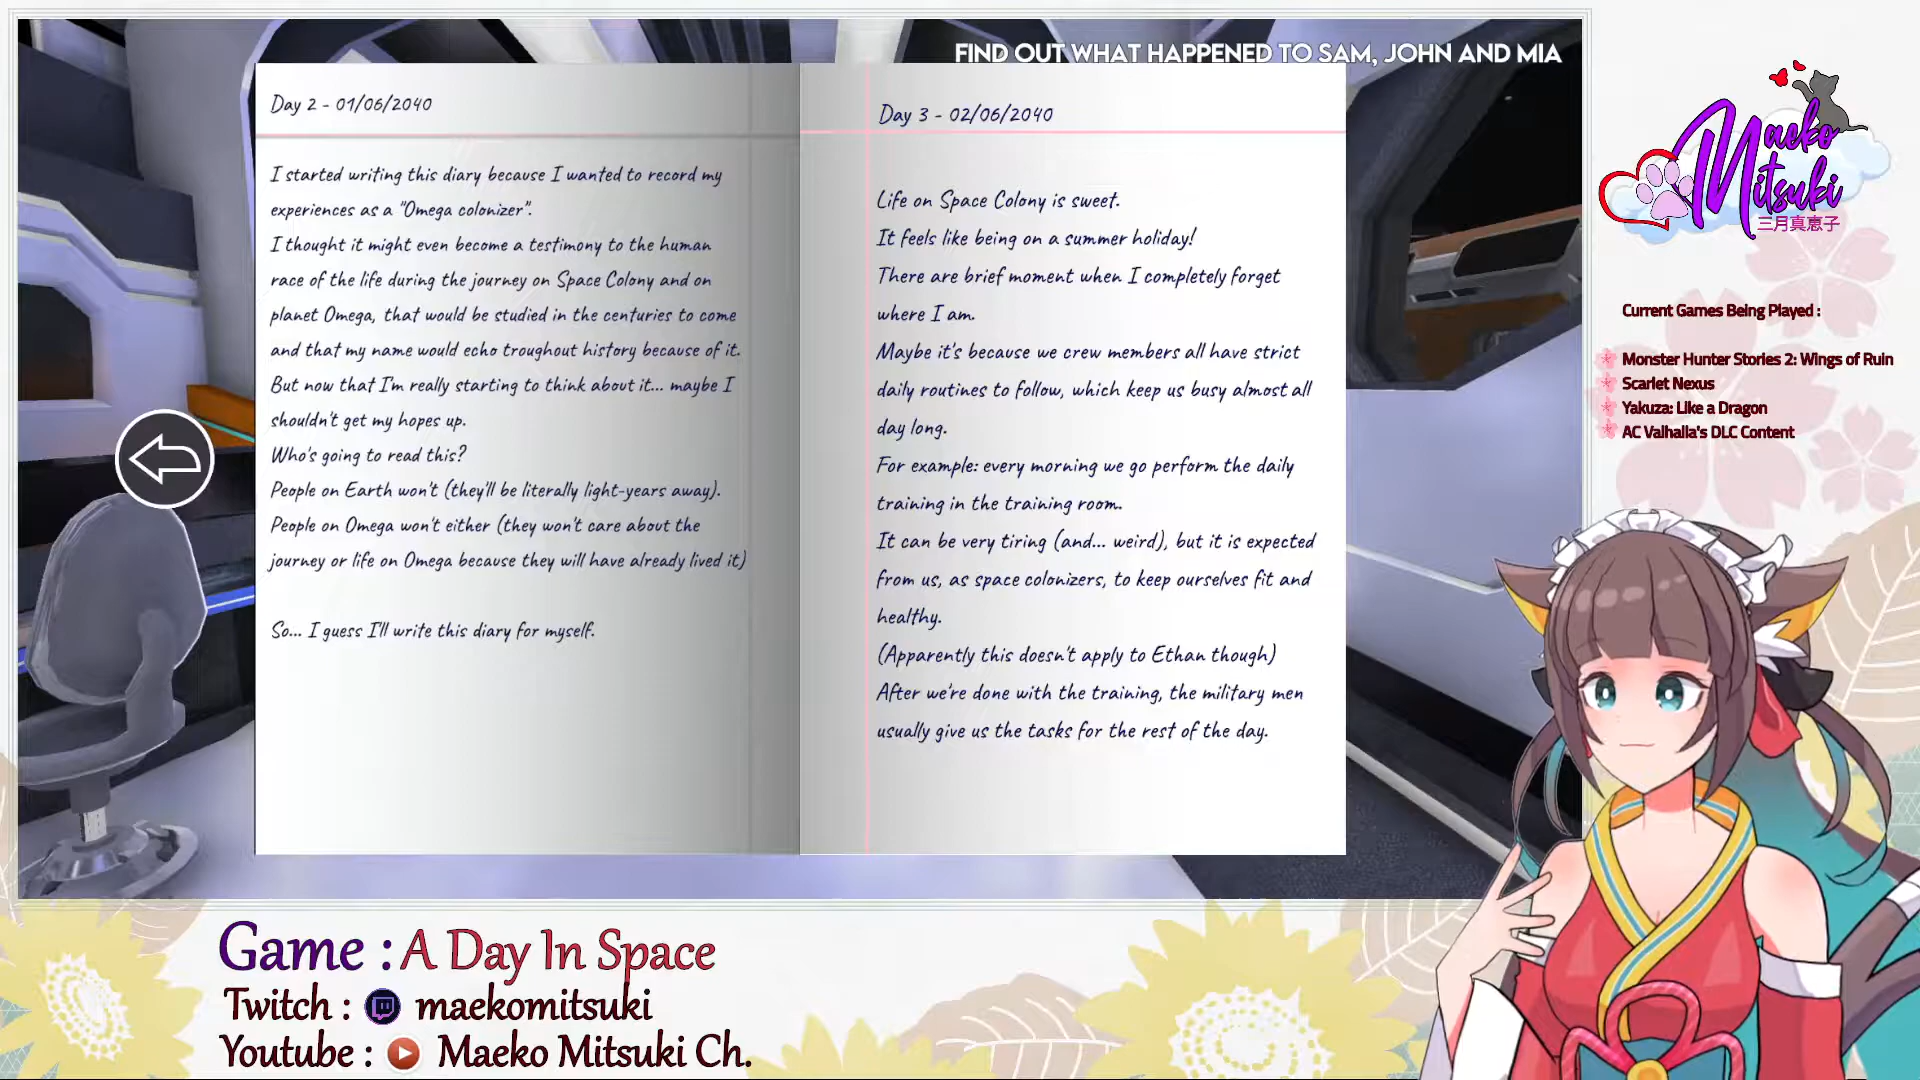 FIND OUT WHAT HAPPENED TO SAM, JOHN AND MIA
Day 2 - 01/06/2040
I started writing this diary because I wanted to record my
experiences as a "Omega colonizer".
I thought it might even become a testimony to the human
race of the life during the journey on Space Colony and on
planet Omega, that would be studied in the centuries to come
and that my name would echo troughout history because of it.
But now that I'm really starting to think about it... maybe I
shouldn't get my hopes up.
Who's going to read this?
People on Earth won't (they'll be literally light-years away).
People on Omega won't either (they won't care about the
journey or life on Omega because they will have already lived it)
So... I guess I'll write this diary for myself.
Day 3 - 02/06/2040
Life on Space Colony is sweet.
It feels like being on a summer holiday!
There are brief moment when I completely forget
where I am.
Maybe it's because we crew members all have strict
daily routines to follow, which keep us busy almost all
day long.
For example: every morning we go perform the daily
training in the training room.
It can be very tiring (and... weird), but it is expected
from us, as space colonizers, to keep ourselves fit and
healthy.
(Apparently this doesn't apply to Ethan though)
After we're done with the training, the military men
usually give us the tasks for the rest of the day.
Maeko
Mitsuki
三月真恵子
Current Games Being Played :
Monster Hunter Stories 2: Wings of Ruin
Scarlet Nexus
Yakuza: Like a Dragon
AC Valhalla's DLC Content
Game : A Day In Space
Twitch : maekomitsuki
Youtube : Maeko Mitsuki Ch.